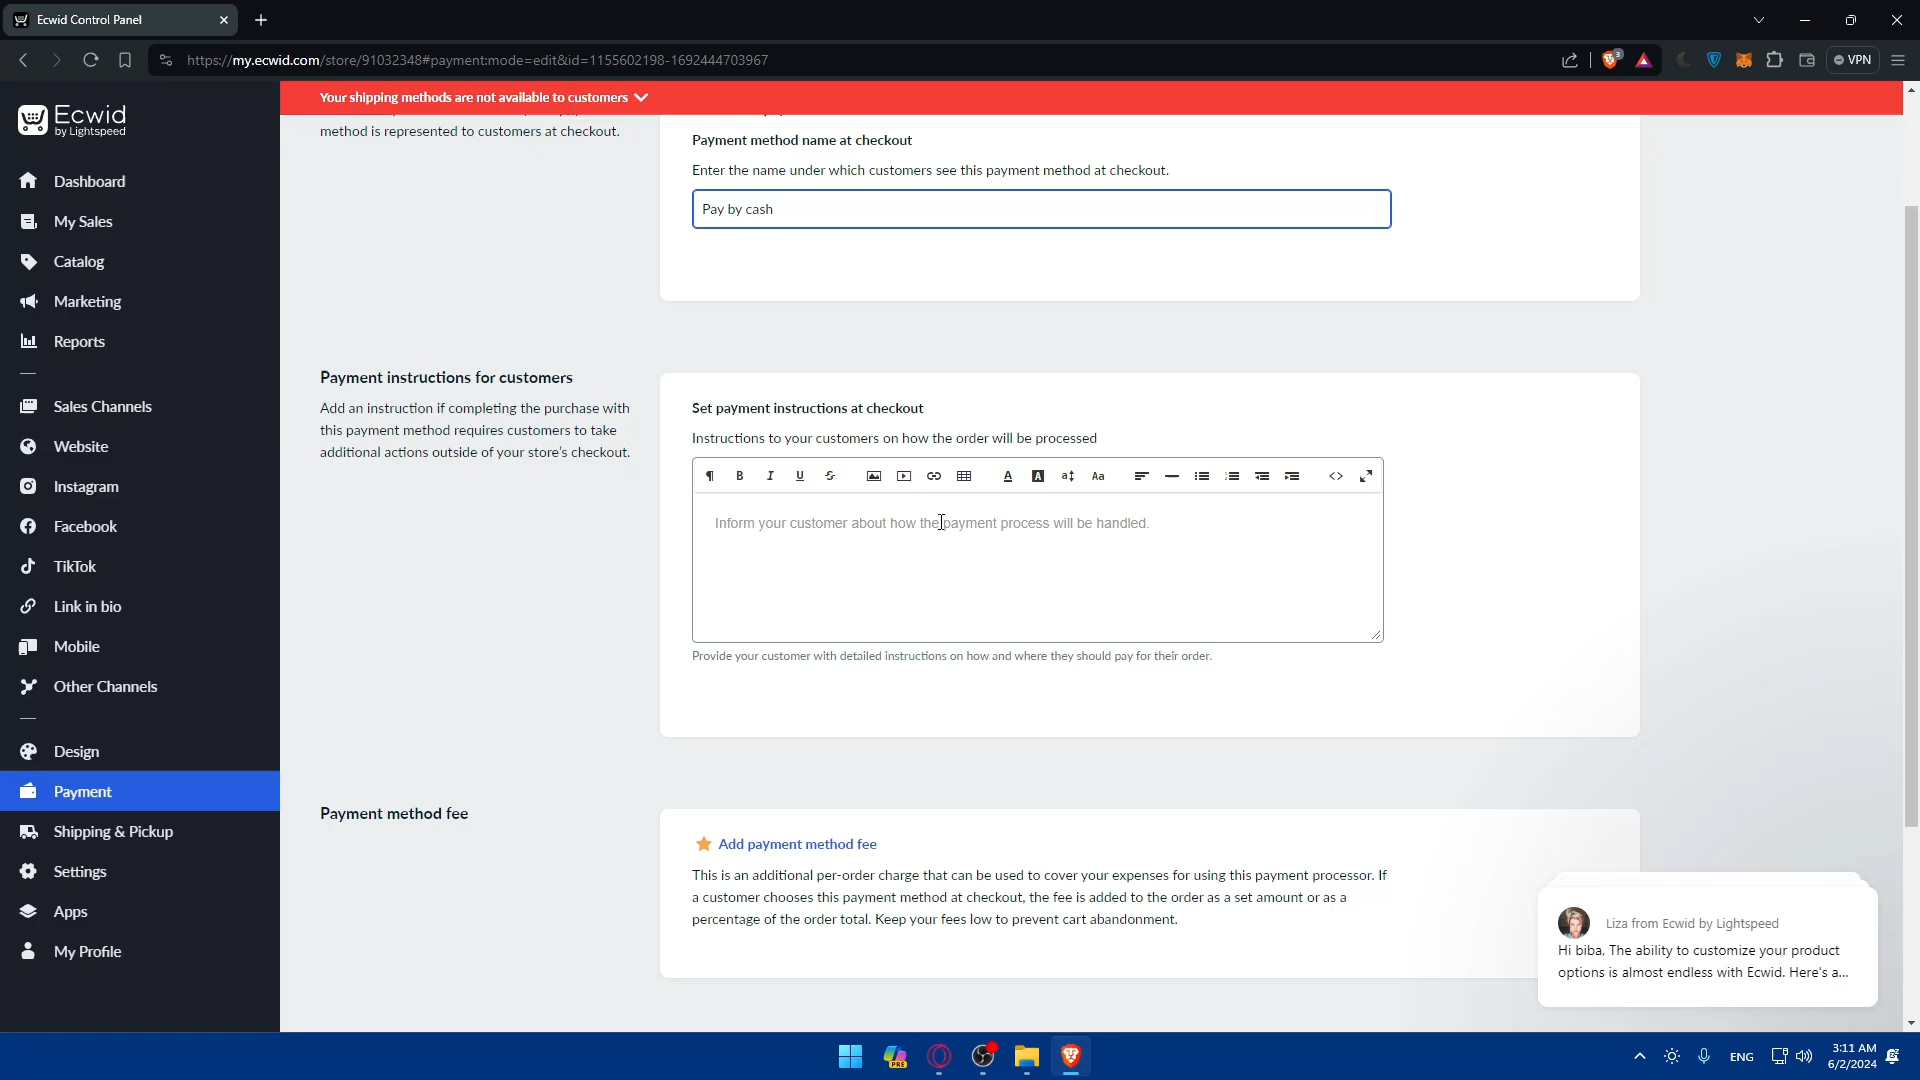 Ecwid Control Panel
https://my.ecwid.com/store/91032348#payment:mode=edit&id=1155602198-1692444703967
3
VPN
Ecwid
by Lightspeed
Dashboard
My Sales
Catalog
Marketing
Reports
Sales Channels
Website
Instagram
Facebook
TikTok
Link in bio
Mobile
Other Channels
Design
Payment
Shipping & Pickup
Settings
Apps
My Profile
Your shipping methods are not available to customers
method is represented to customers at checkout.
Payment method name at checkout
Enter the name under which customers see this payment method at checkout.
Pay by cash
Payment instructions for customers
Add an instruction if completing the purchase with
this payment method requires customers to take
additional actions outside of your store's checkout.
Set payment instructions at checkout
Instructions to your customers on how the order will be processed
Inform your customer about how the payment process will be handled.
Provide your customer with detailed instructions on how and where they should pay for their order.
Payment method fee
Add payment method fee
This is an additional per-order charge that can be used to cover your expenses for using this payment processor. If
a customer chooses this payment method at checkout, the fee is added to the order as a set amount or as a
percentage of the order total. Keep your fees low to prevent cart abandonment.
Liza from Ecwid by Lightspeed
Hi biba, The ability to customize your product
options is almost endless with Ecwid. Here's a...
PRE
ENG
3:11 AM
6/2/2024